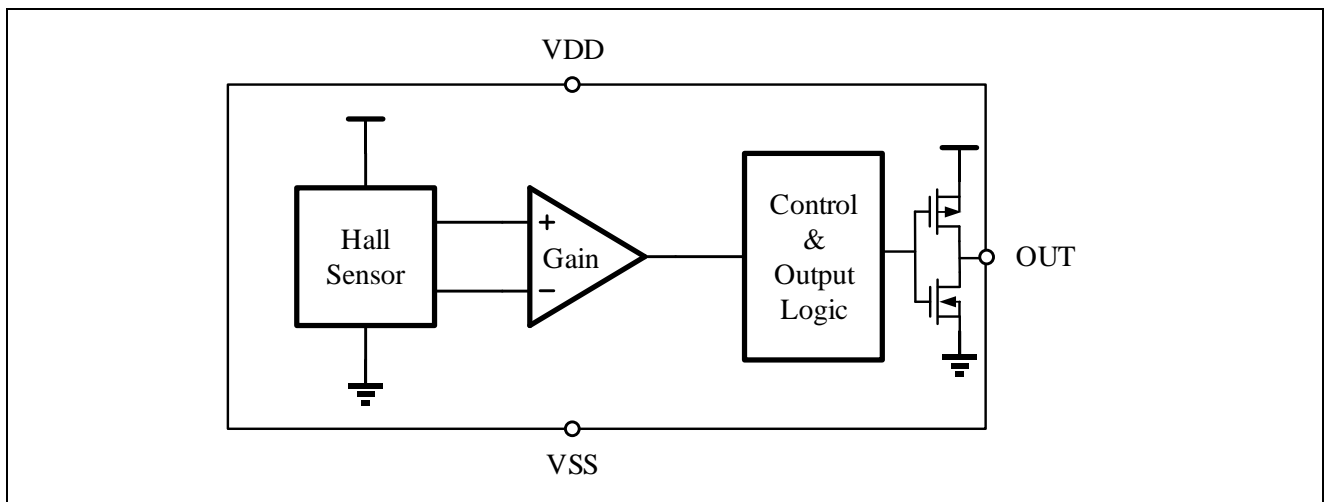 VDD
Hall
Sensor
+
Gain
−
Control
&
Output
Logic
OUT
VSS